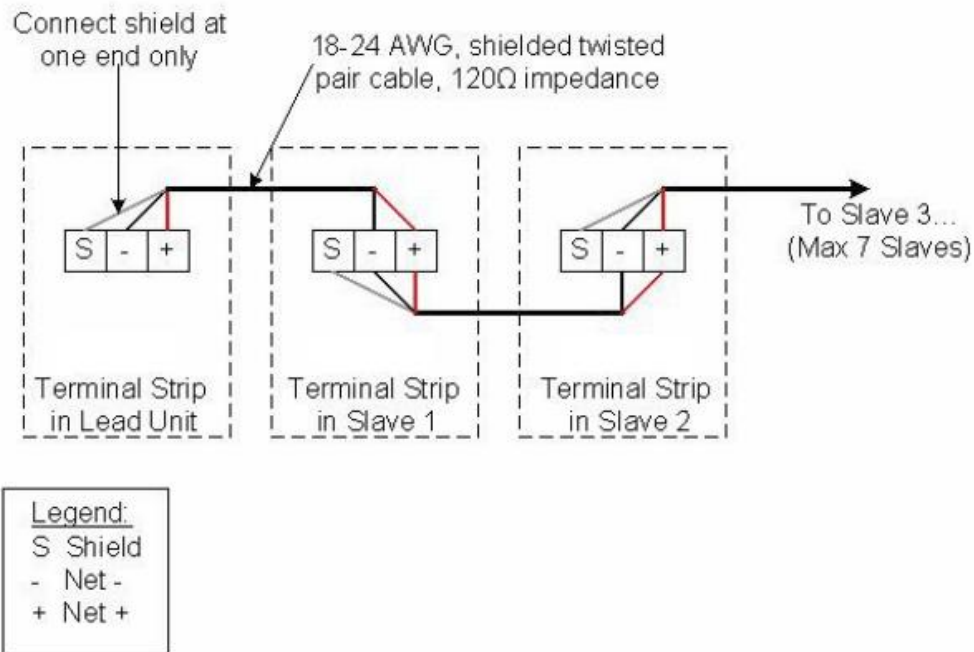 Connect shield at
one end only
18-24 AWG, shielded twisted
pair cable, 120Ω impedance
S - +
S - +
S - +
To Slave 3...
(Max 7 Slaves)
Terminal Strip
in Lead Unit
Terminal Strip
in Slave 1
Terminal Strip
in Slave 2
Legend:
S Shield
- Net -
+ Net +